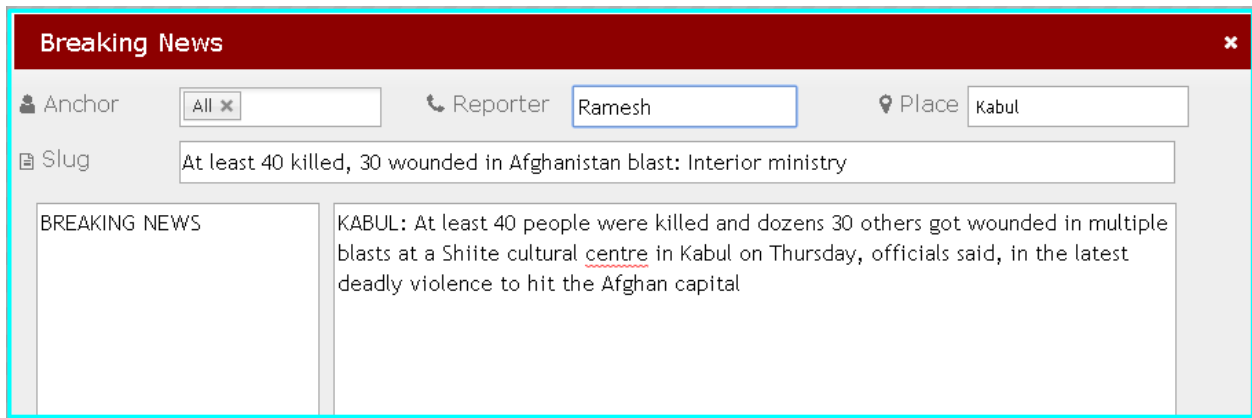 Breaking News ×
Anchor All × Reporter Ramesh Place Kabul
Slug At least 40 killed, 30 wounded in Afghanistan blast: Interior ministry
BREAKING NEWS
KABUL: At least 40 people were killed and dozens 30 others got wounded in multiple
blasts at a Shiite cultural centre in Kabul on Thursday, officials said, in the latest
deadly violence to hit the Afghan capital